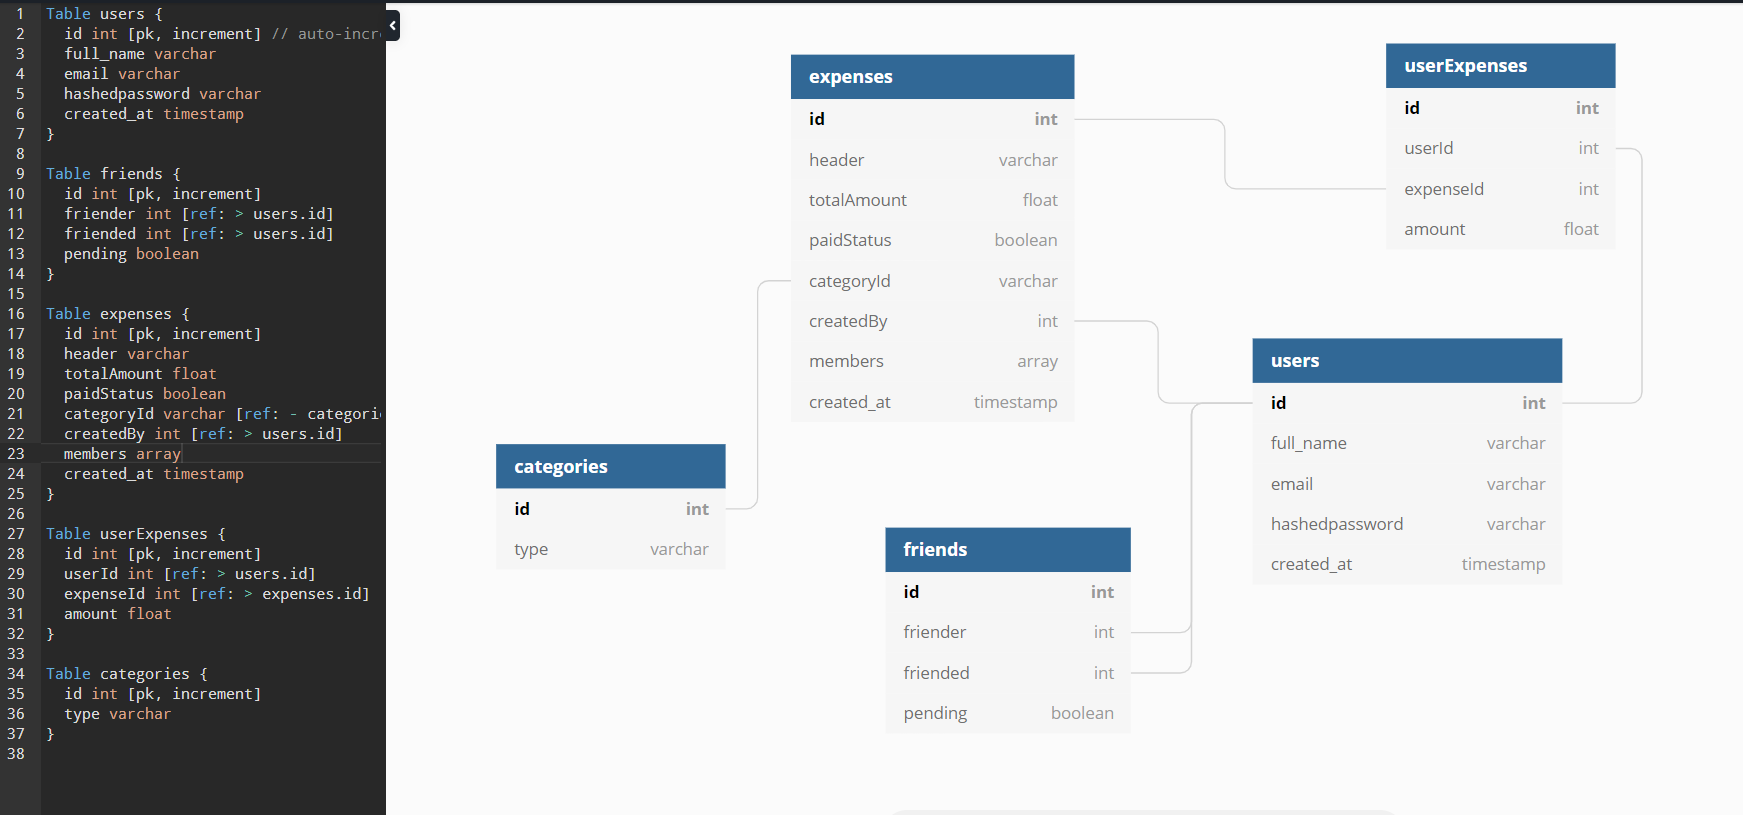 1 Table users {
2 id int [pk, increment] // auto-incr
3 full_name varchar
4 email varchar
5 hashedpassword varchar
6 created_at timestamp
7 }
8
9 Table friends {
10 id int [pk, increment]
11 friender int [ref: > users.id]
12 friended int [ref: > users.id]
13 pending boolean
14 }
15
16 Table expenses {
17 id int [pk, increment]
18 header varchar
19 totalAmount float
20 paidStatus boolean
21 categoryId varchar [ref: - categori
22 createdBy int [ref: > users.id]
23 members array
24 created_at timestamp
25 }
26
27 Table userExpenses {
28 id int [pk, increment]
29 userId int [ref: > users.id]
30 expenseId int [ref: > expenses.id]
31 amount float
32 }
33
34 Table categories {
35 id int [pk, increment]
36 type varchar
37 }
38
expenses
id int
header varchar
totalAmount float
paidStatus boolean
categoryId varchar
createdBy int
members array
created_at timestamp
userExpenses
id int
userId int
expenseId int
amount float
users
id int
full_name varchar
email varchar
hashedpassword varchar
created_at timestamp
categories
id int
type varchar
friends
id int
friender int
friended int
pending boolean